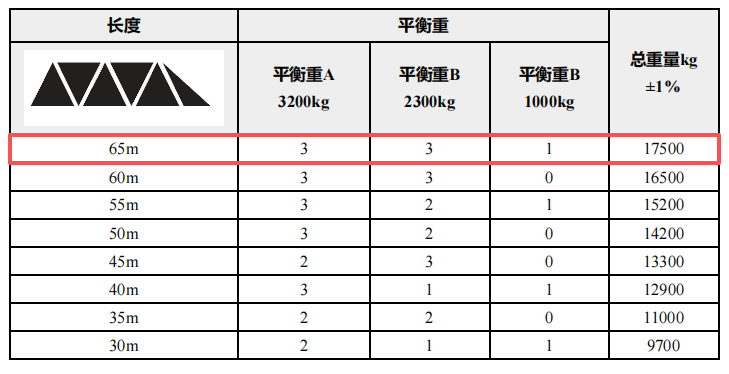 长度 平衡重 总重量kg ±1%
平衡重A 3200kg 平衡重B 2300kg 平衡重B 1000kg
65m 3 3 1 17500
60m 3 3 0 16500
55m 3 2 1 15200
50m 3 2 0 14200
45m 2 3 0 13300
40m 3 1 1 12900
35m 2 2 0 11000
30m 2 1 1 9700